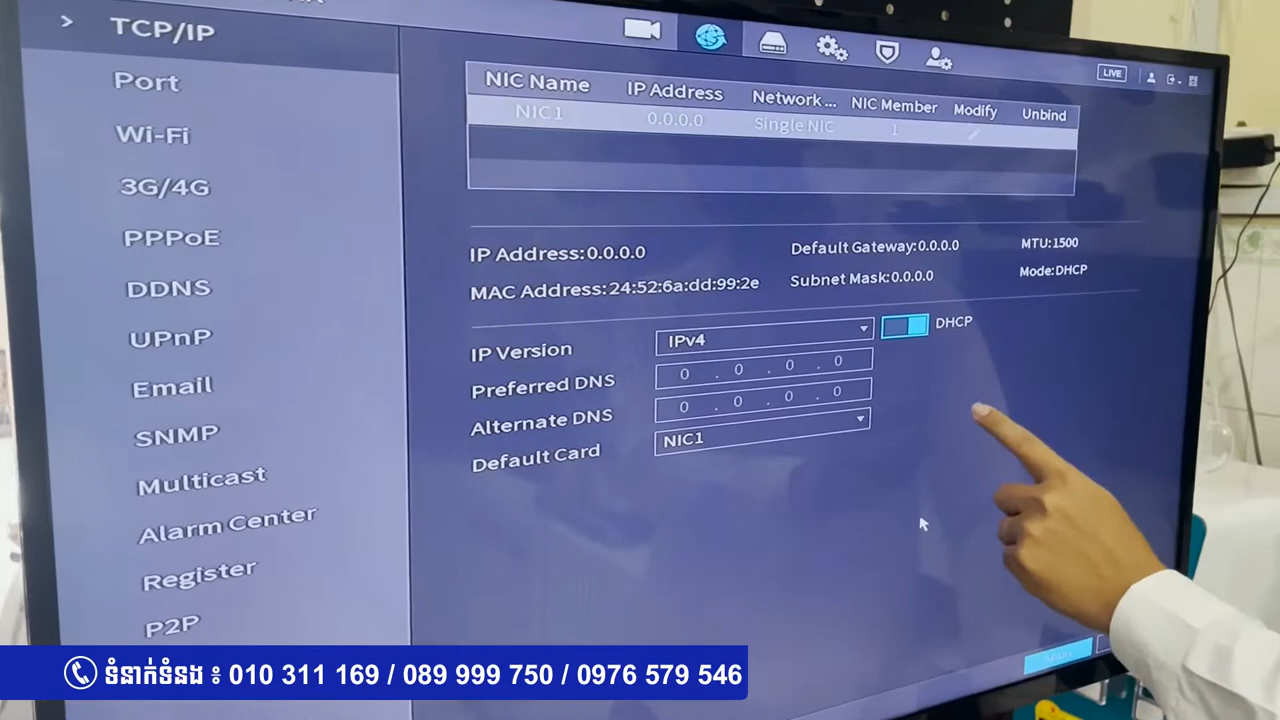 > TCP/IP
Port
Wi-Fi
3G/4G
PPPoE
DDNS
UPnP
Email
SNMP
Multicast
Alarm Center
Register
P2P
LIVE
NIC Name IP Address Network ... NIC Member Modify Unbind
NIC1 0.0.0.0 Single NIC 1
IP Address:0.0.0.0 Default Gateway:0.0.0.0 MTU:1500
MAC Address:24:52:6a:dd:99:2e Subnet Mask:0.0.0.0 Mode:DHCP
IP Version IPv4 DHCP
Preferred DNS 0 . 0 . 0 . 0
Alternate DNS 0 . 0 . 0 . 0
Default Card NIC1
Apply
ទំនាក់ទំនង ៖ 010 311 169 / 089 999 750 / 0976 579 546